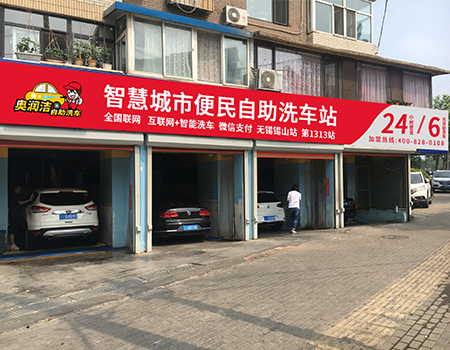 奥润洁
自助洗车
智慧城市便民自助洗车站
全国联网 互联网+智能洗车 微信支付 无锡锡山站 第1313站
24小时营业/6
加盟热线:400-828-0108